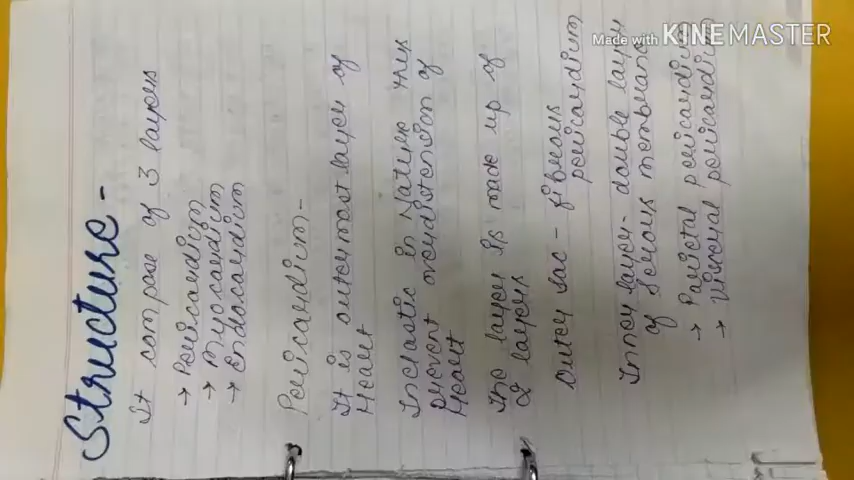 Structure -
It compose of 3 layers
→ Pericardium
→ Myocardium
→ Endocardium
Pericardium -
It is outermost layer of
Heart
Inelastic in Nature thus
prevent overdistension of
Heart
The layer is made up of
2 layers
Outer sac - fibrous
pericardium
Inner layer - double layer
of serous membrane
→ Parietal pericardium
→ Visceral pericardium
Made with KINEMASTER